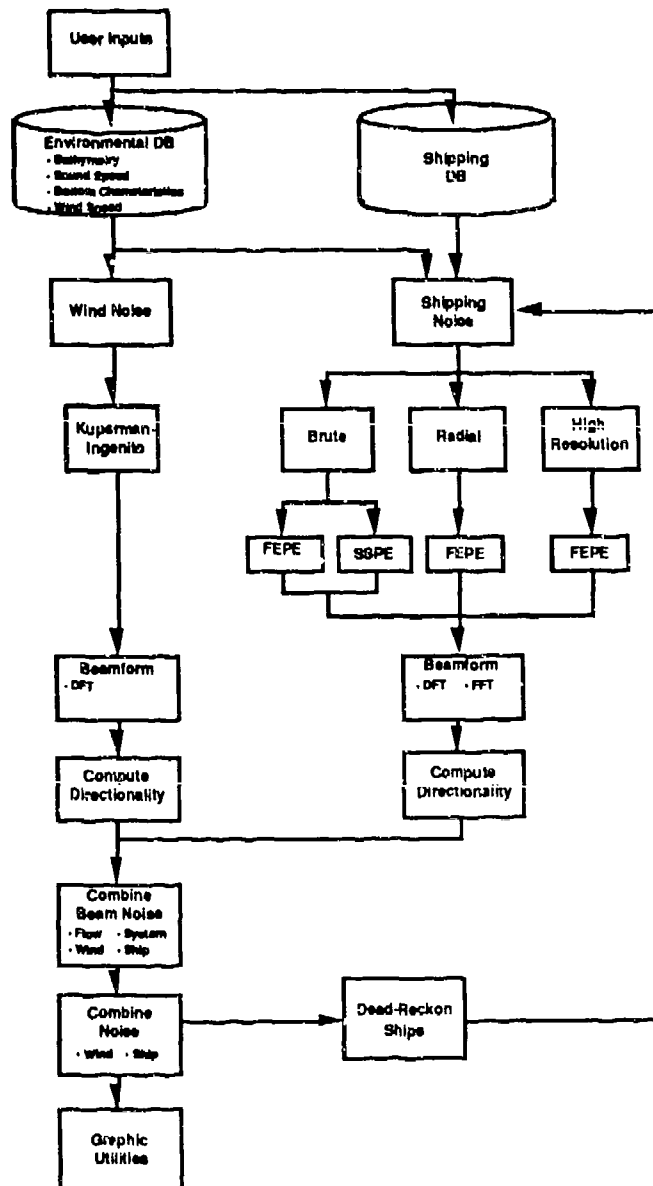 User Inputs
Environmental DB
· Bathymetry
· Sound Speed
· Bottom Characteristics
· Wind Speed
Shipping
DB
Wind Noise
Shipping
Noise
Kuperman-
Ingenito
Brute
Radial
High
Resolution
FEPE
SSPE
FEPE
FEPE
Beamform
· DFT
Beamform
· DFT · FFT
Compute
Directionality
Compute
Directionality
Combine
Beam Noise
· Flow · System
· Wind · Ship
Combine
Noise
· Wind · Ship
Dead-Reckon
Ships
Graphic
Utilities